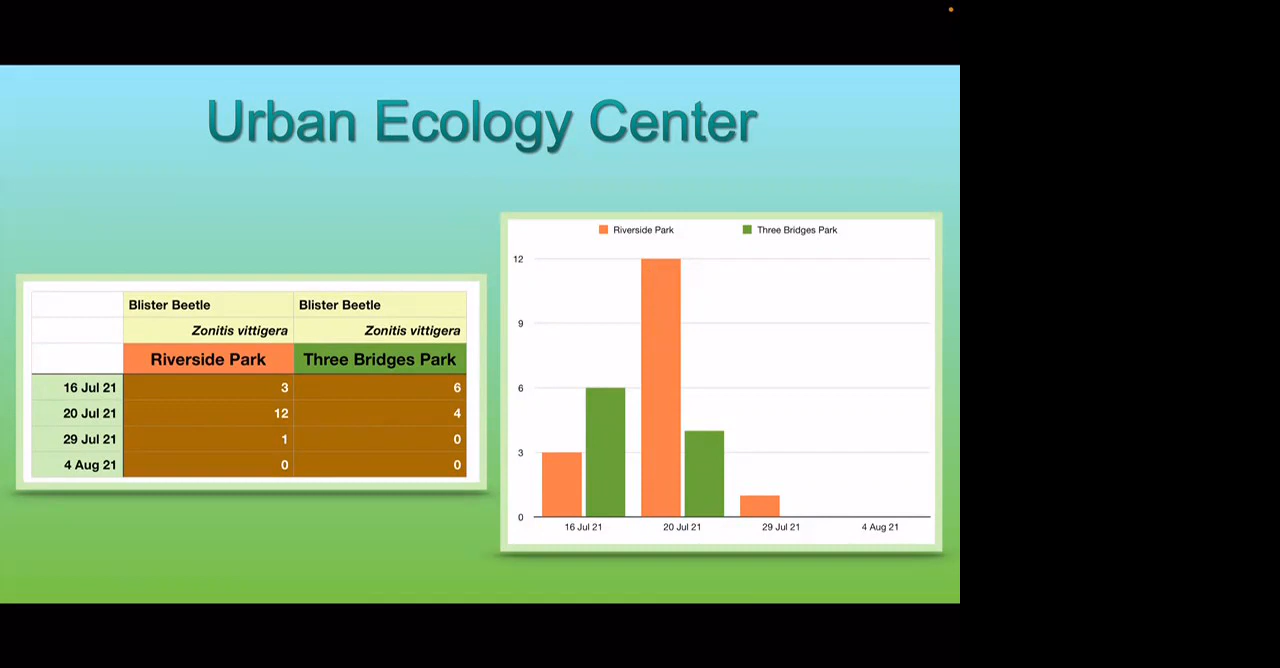 Urban Ecology Center
Blister Beetle Blister Beetle
Zonitis vittigera Zonitis vittigera
Riverside Park Three Bridges Park
16 Jul 21 3 6
20 Jul 21 12 4
29 Jul 21 1 0
4 Aug 21 0 0
Riverside Park Three Bridges Park
12
9
6
3
0
16 Jul 21 20 Jul 21 29 Jul 21 4 Aug 21